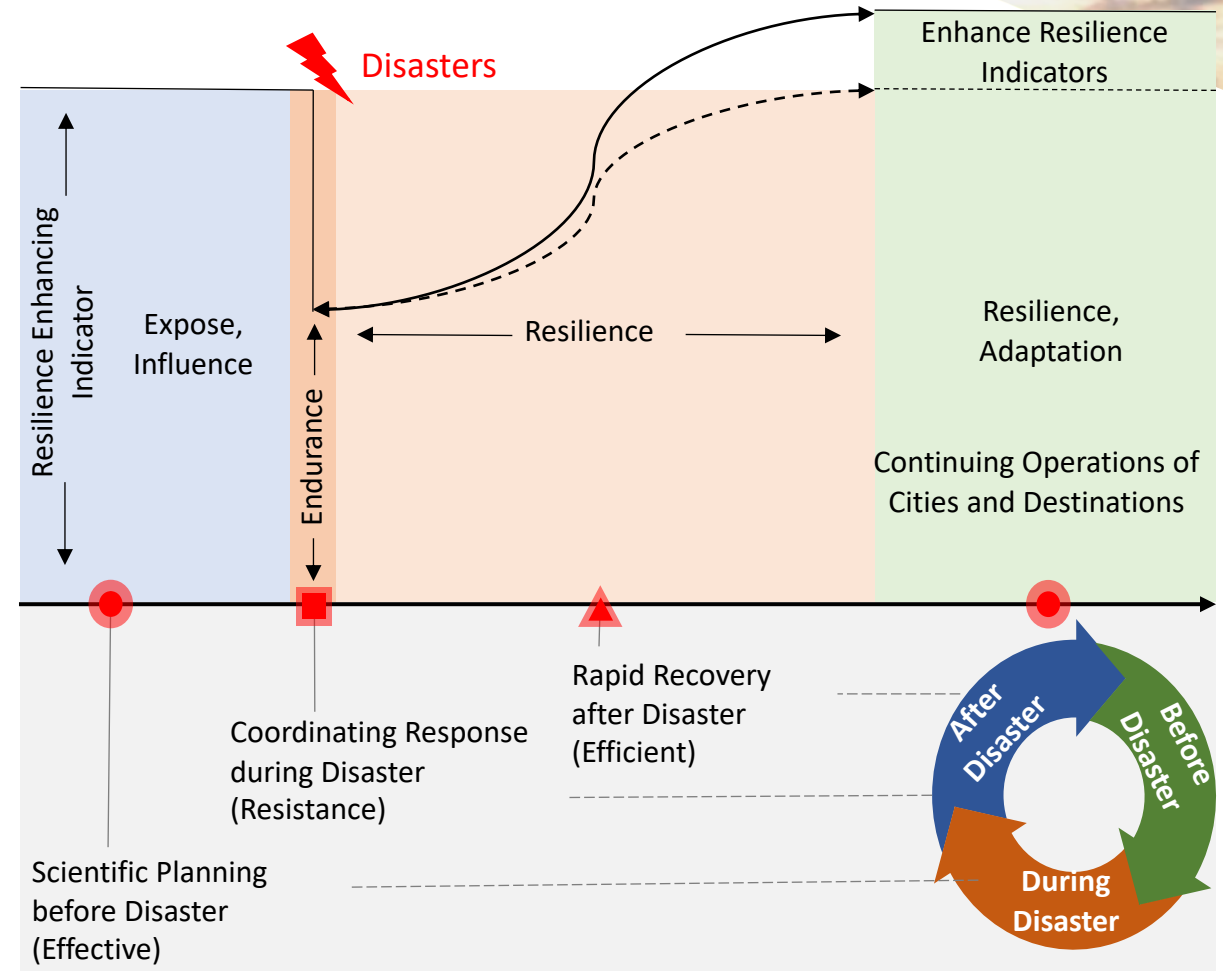 Enhance Resilience
Indicators
Disasters
Resilience Enhancing
Indicator
Expose,
Influence
Endurance
Resilience
Resilience,
Adaptation
Continuing Operations of
Cities and Destinations
Rapid Recovery
after Disaster
(Efficient)
Coordinating Response
during Disaster
(Resistance)
Scientific Planning
before Disaster
(Effective)
After
Disaster
Before
Disaster
During
Disaster